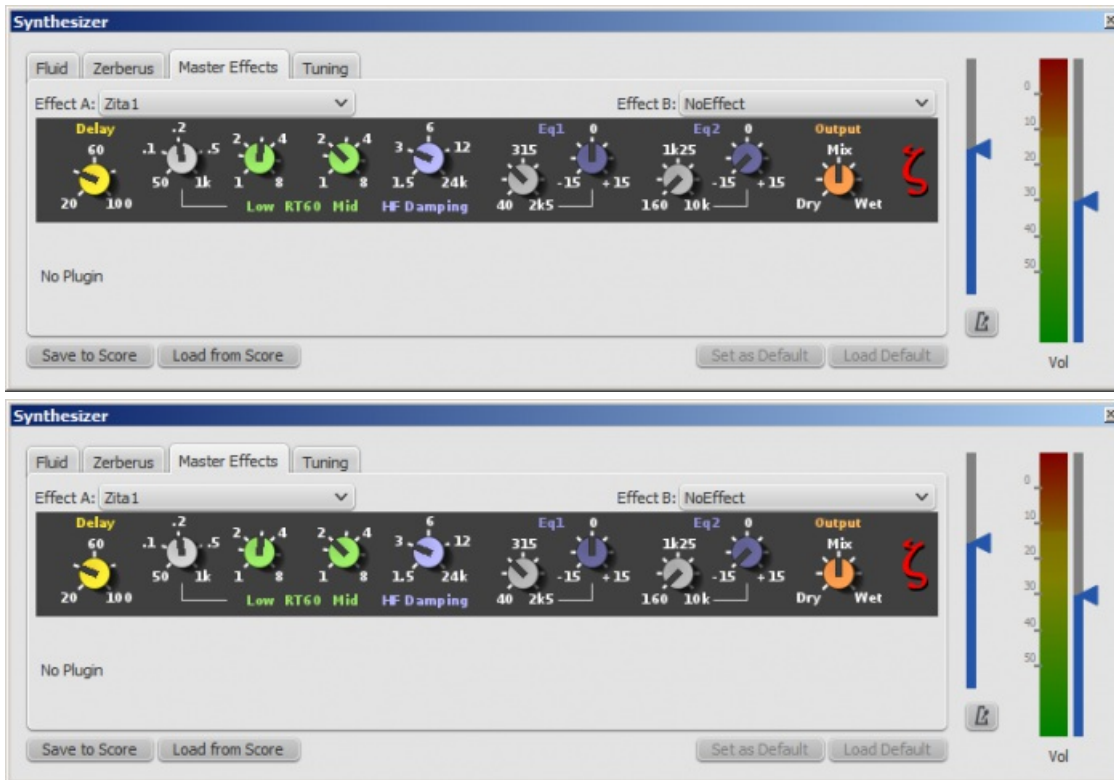 Synthesizer
Fluid Zerberus Master Effects Tuning
Effect A: Zita1 Effect B: NoEffect
Delay .2 6 Eq1 0 Eq2 0 Output
60 .1 .5 2 4 2 4 3 12 315 1k25 Mix
50 1k 1 8 1 8 1.5 24k -15 +15 -15 +15
20 100 Low RT60 Mid HF Damping 40 2k5 160 10k Dry Wet
ζ
No Plugin
Save to Score Load from Score Set as Default Load Default
0
10
20
30
40
50
Vol
Synthesizer
Fluid Zerberus Master Effects Tuning
Effect A: Zita1 Effect B: NoEffect
Delay .2 6 Eq1 0 Eq2 0 Output
60 .1 .5 2 4 2 4 3 12 315 1k25 Mix
50 1k 1 8 1 8 1.5 24k -15 +15 -15 +15
20 100 Low RT60 Mid HF Damping 40 2k5 160 10k Dry Wet
ζ
No Plugin
Save to Score Load from Score Set as Default Load Default
0
10
20
30
40
50
Vol